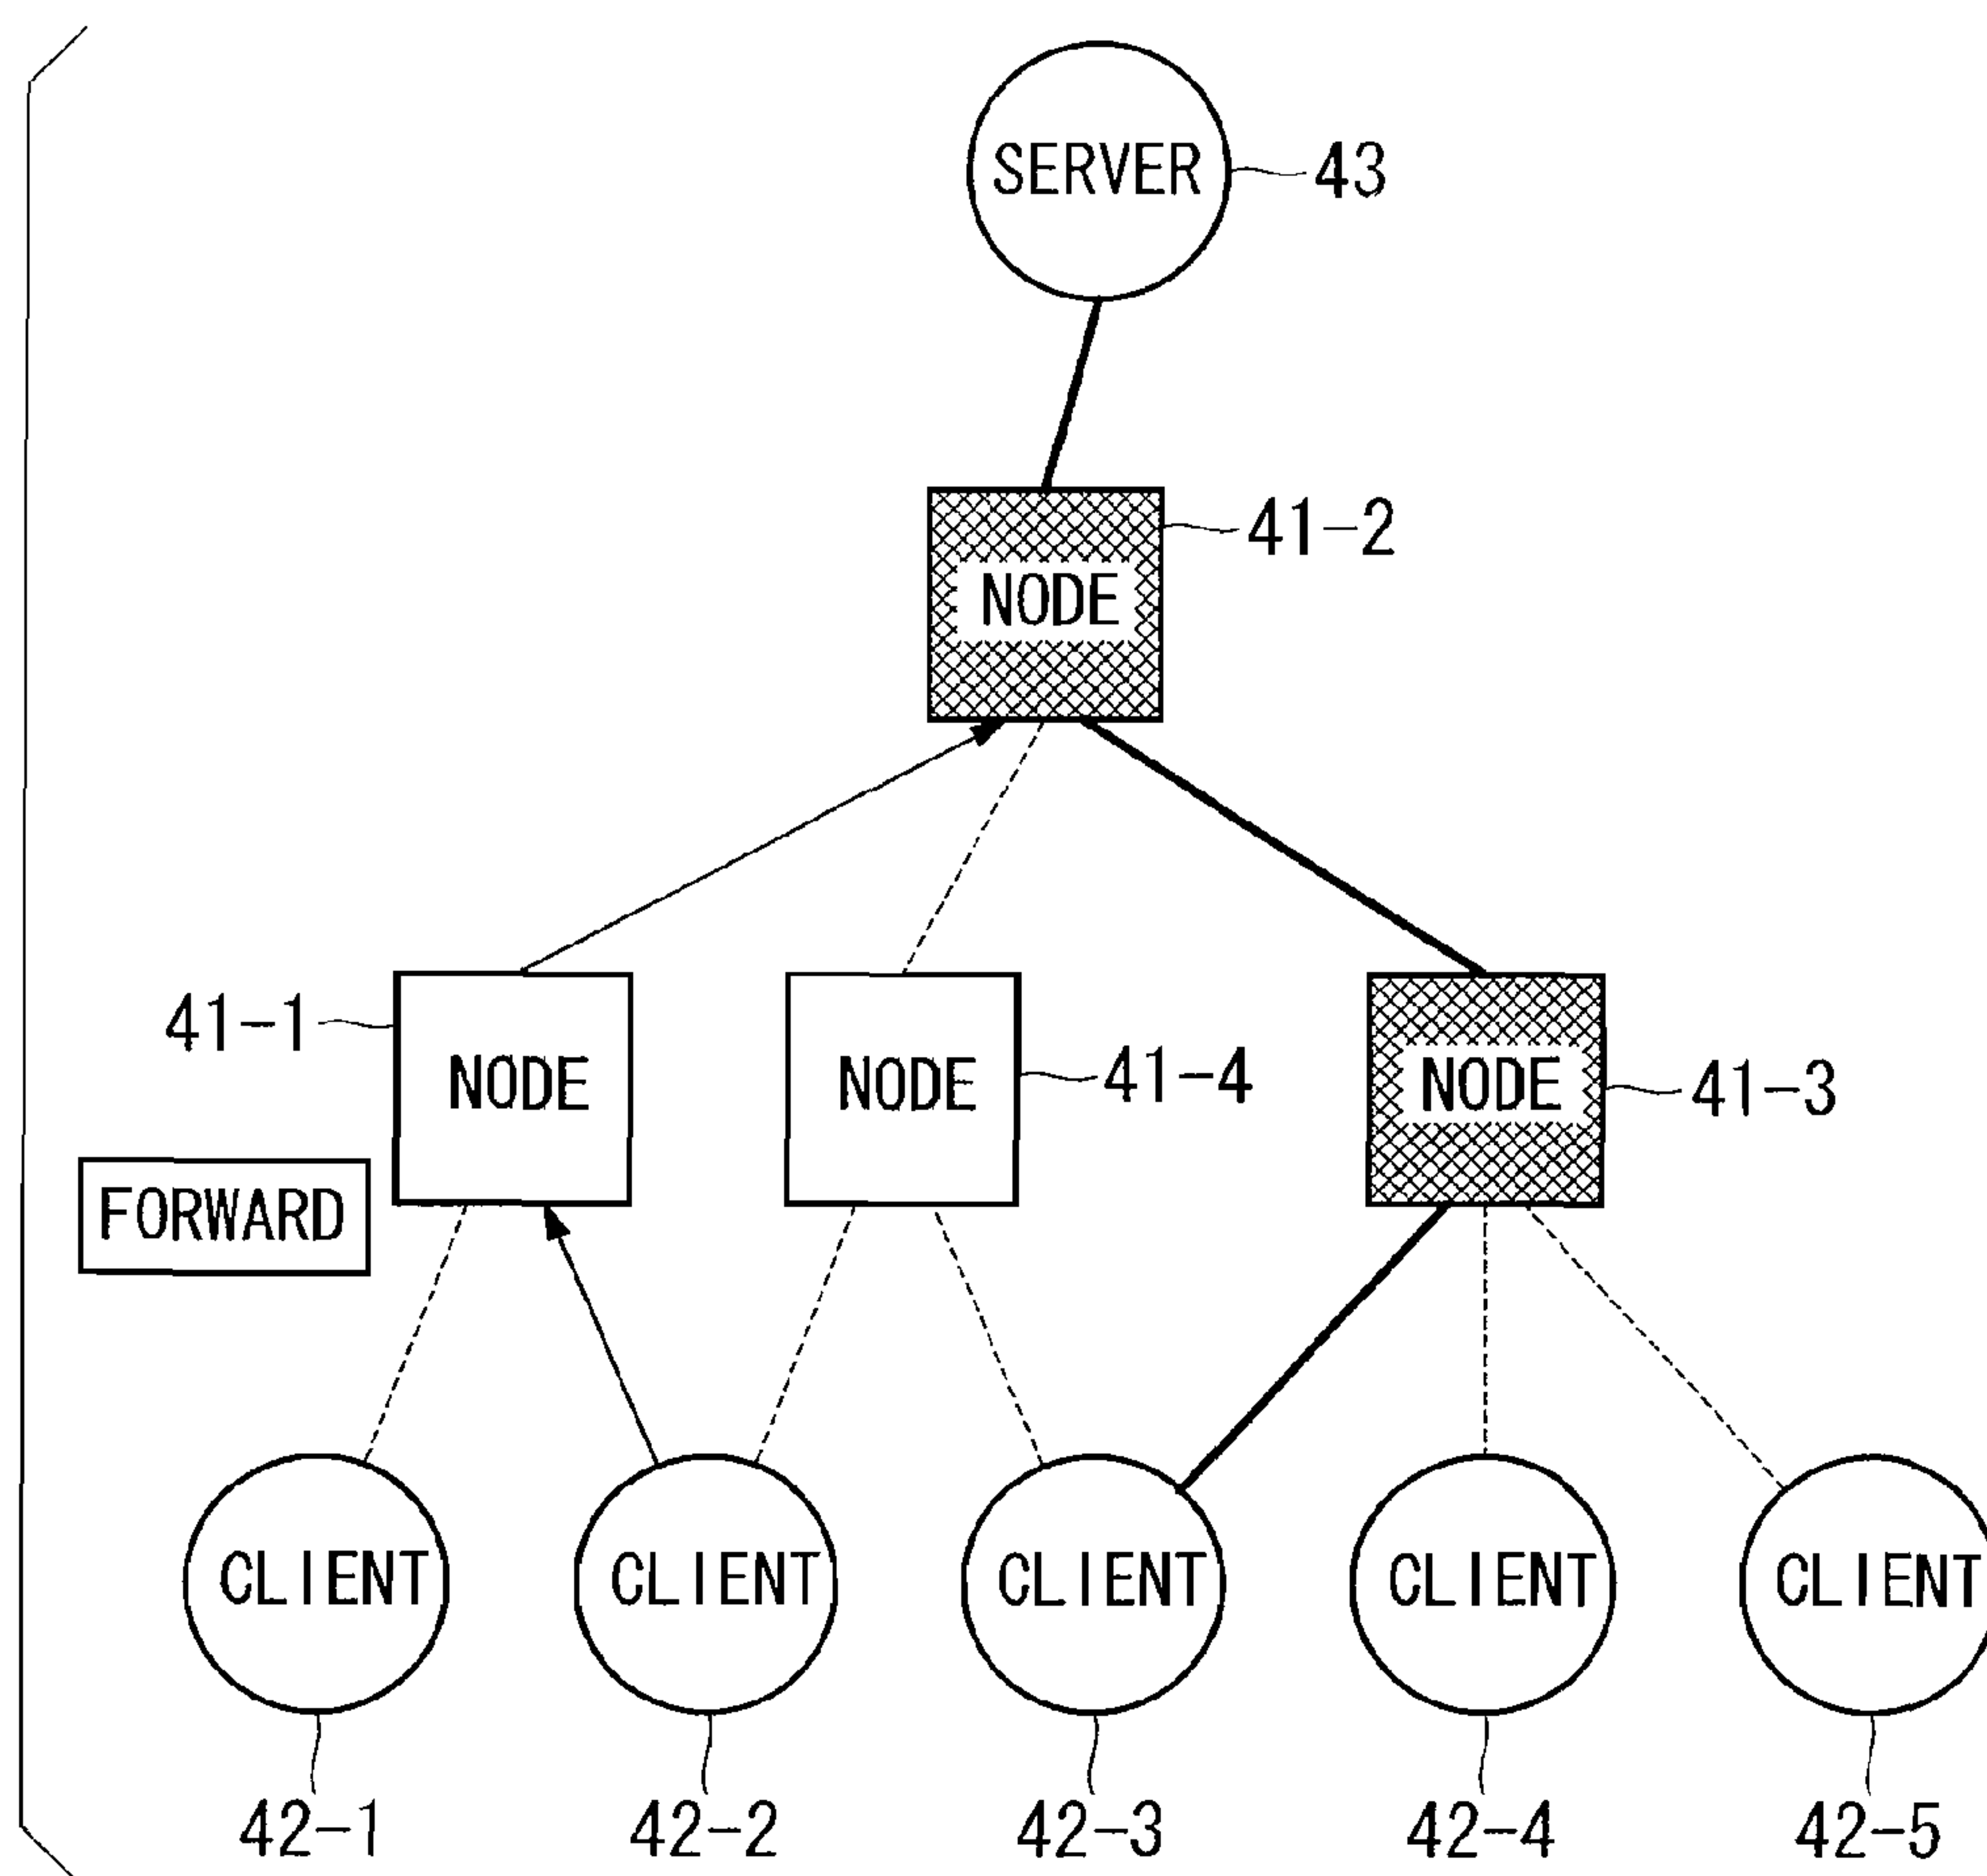 SERVER
43
41-2
NODE
41-1
NODE
NODE
41-4
NODE
41-3
FORWARD
CLIENT
CLIENT
CLIENT
CLIENT
CLIENT
42-1
42-2
42-3
42-4
42-5